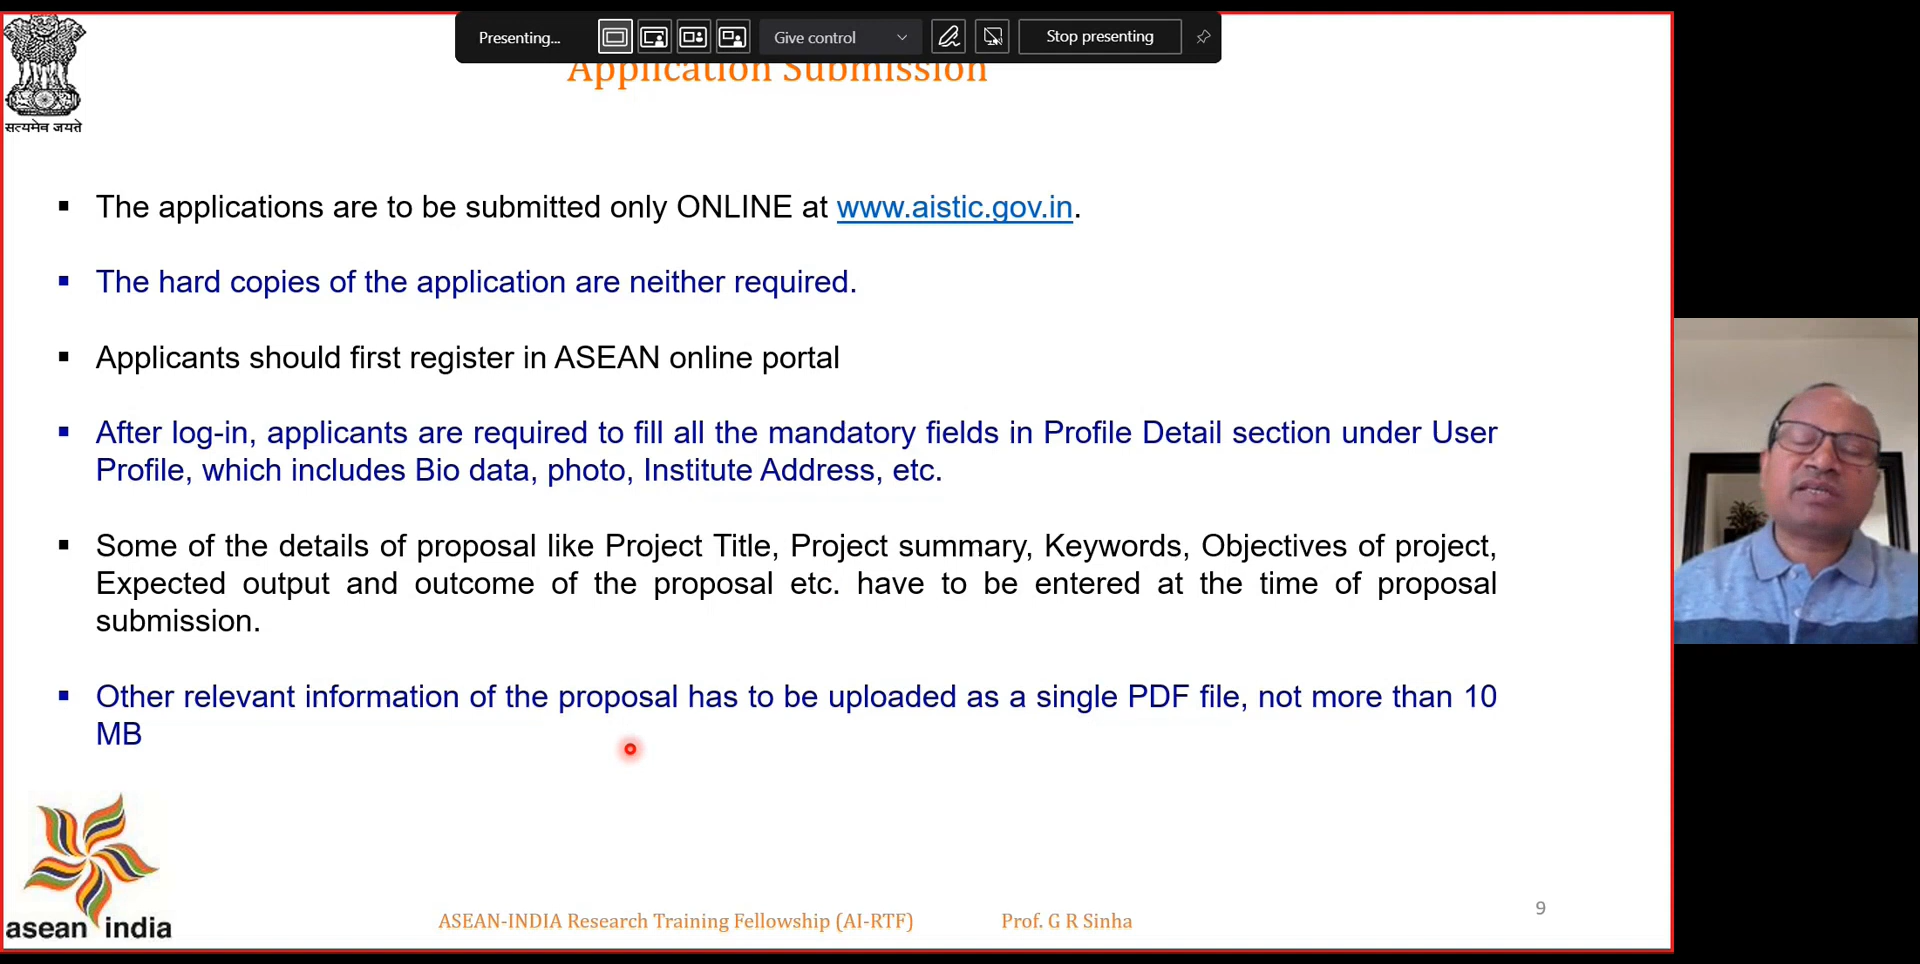 Presenting...
Give control
Stop presenting
Application Submission
सत्यमेव जयते
▪ The applications are to be submitted only ONLINE at www.aistic.gov.in.
▪ The hard copies of the application are neither required.
▪ Applicants should first register in ASEAN online portal
▪ After log-in, applicants are required to fill all the mandatory fields in Profile Detail section under User
Profile, which includes Bio data, photo, Institute Address, etc.
▪ Some of the details of proposal like Project Title, Project summary, Keywords, Objectives of project,
Expected output and outcome of the proposal etc. have to be entered at the time of proposal
submission.
▪ Other relevant information of the proposal has to be uploaded as a single PDF file, not more than 10
MB
asean india
ASEAN-INDIA Research Training Fellowship (AI-RTF)
Prof. G R Sinha
9